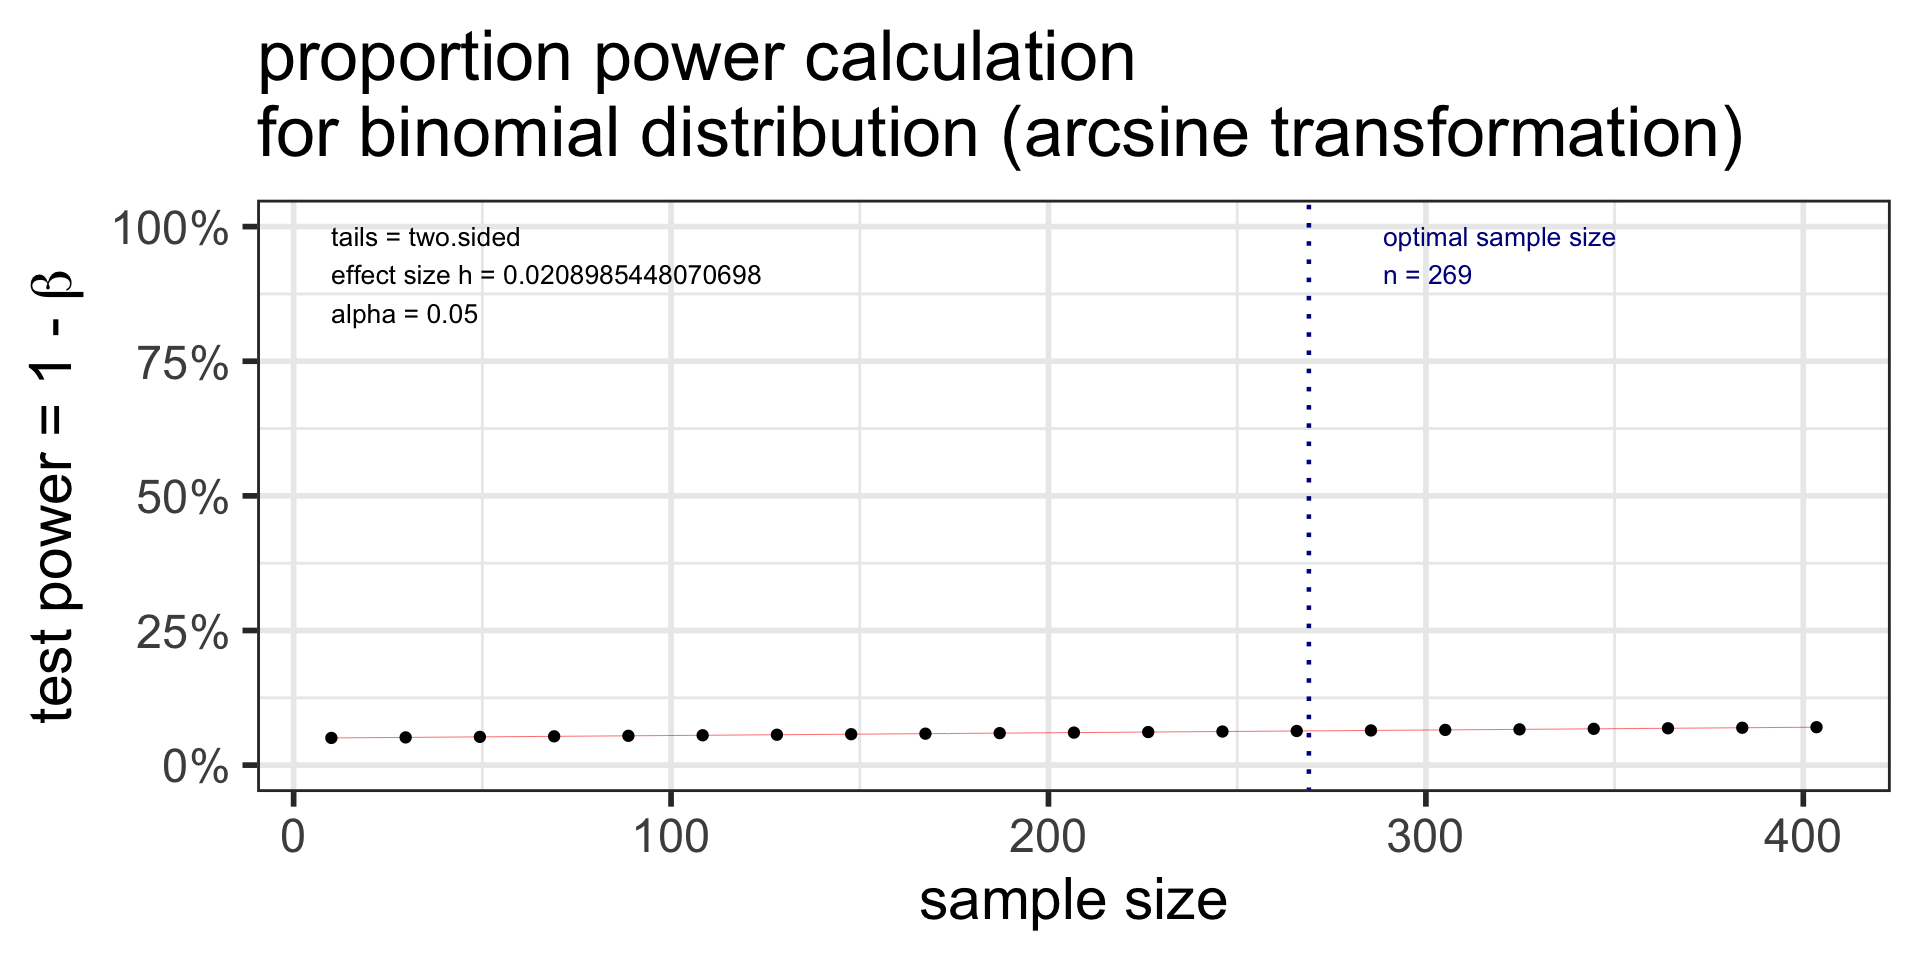 proportion power calculation
for binomial distribution (arcsine transformation)
100%
75%
50%
25%
0%
test power = 1 - β
tails = two.sided
effect size h = 0.0208985448070698
alpha = 0.05
optimal sample size
n = 269
0
100
200
300
400
sample size